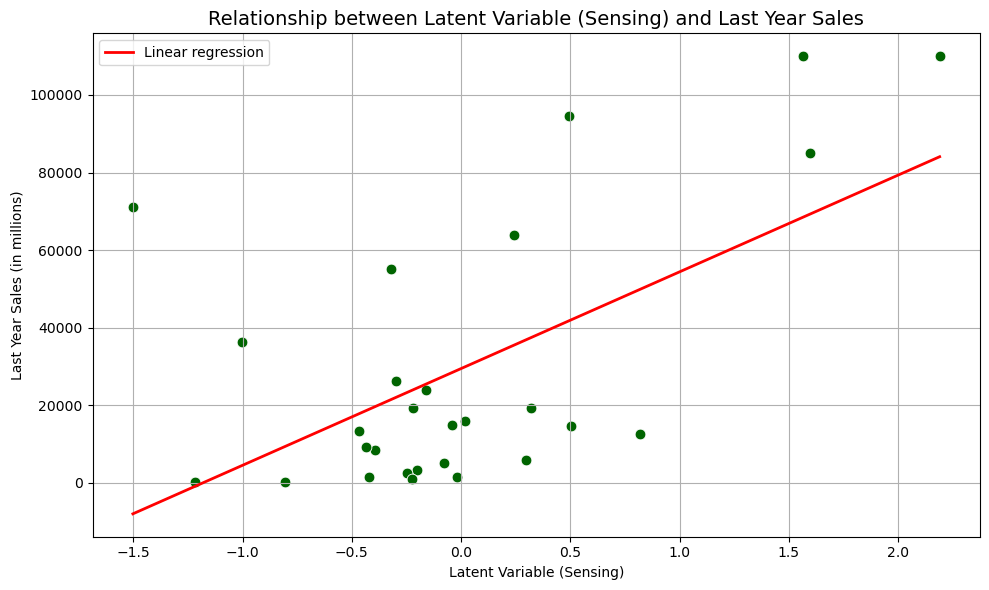 Relationship between Latent Variable (Sensing) and Last Year Sales
Linear regression
Last Year Sales (in millions)
100000
80000
60000
40000
20000
0
−1.5 −1.0 −0.5 0.0 0.5 1.0 1.5 2.0
Latent Variable (Sensing)